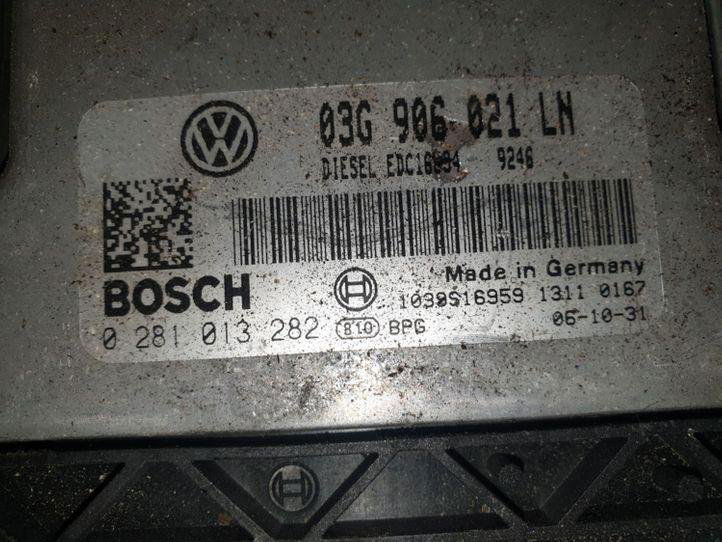 03G 906 021 LN
DIESEL EDC16U34 9246
Made in Germany
BOSCH
1039S16959 1311 0167
0 281 013 282 810 BPG
06-10-31